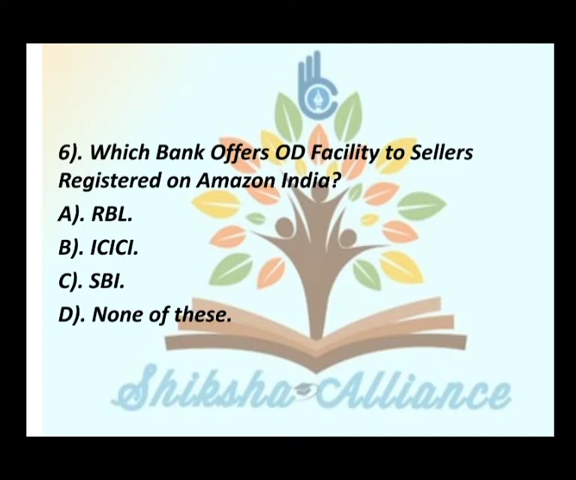 6). Which Bank Offers OD Facility to Sellers
Registered on Amazon India?
A). RBL.
B). ICICI.
C). SBI.
D). None of these.
Shiksha Alliance